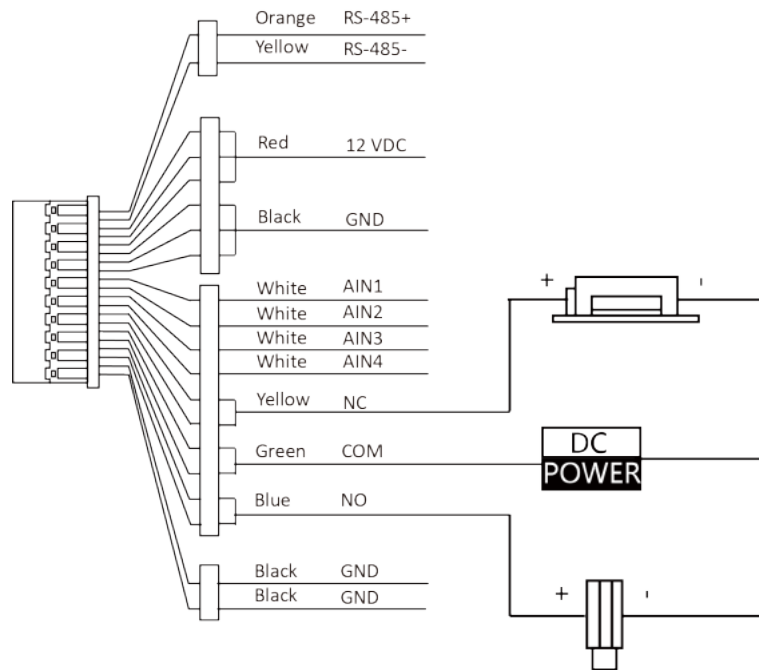 Orange RS-485+
Yellow RS-485-
Red 12 VDC
Black GND
White AIN1
White AIN2
White AIN3
White AIN4
Yellow NC
Green COM
Blue NO
Black GND
Black GND
+ -
DC
POWER
+ -